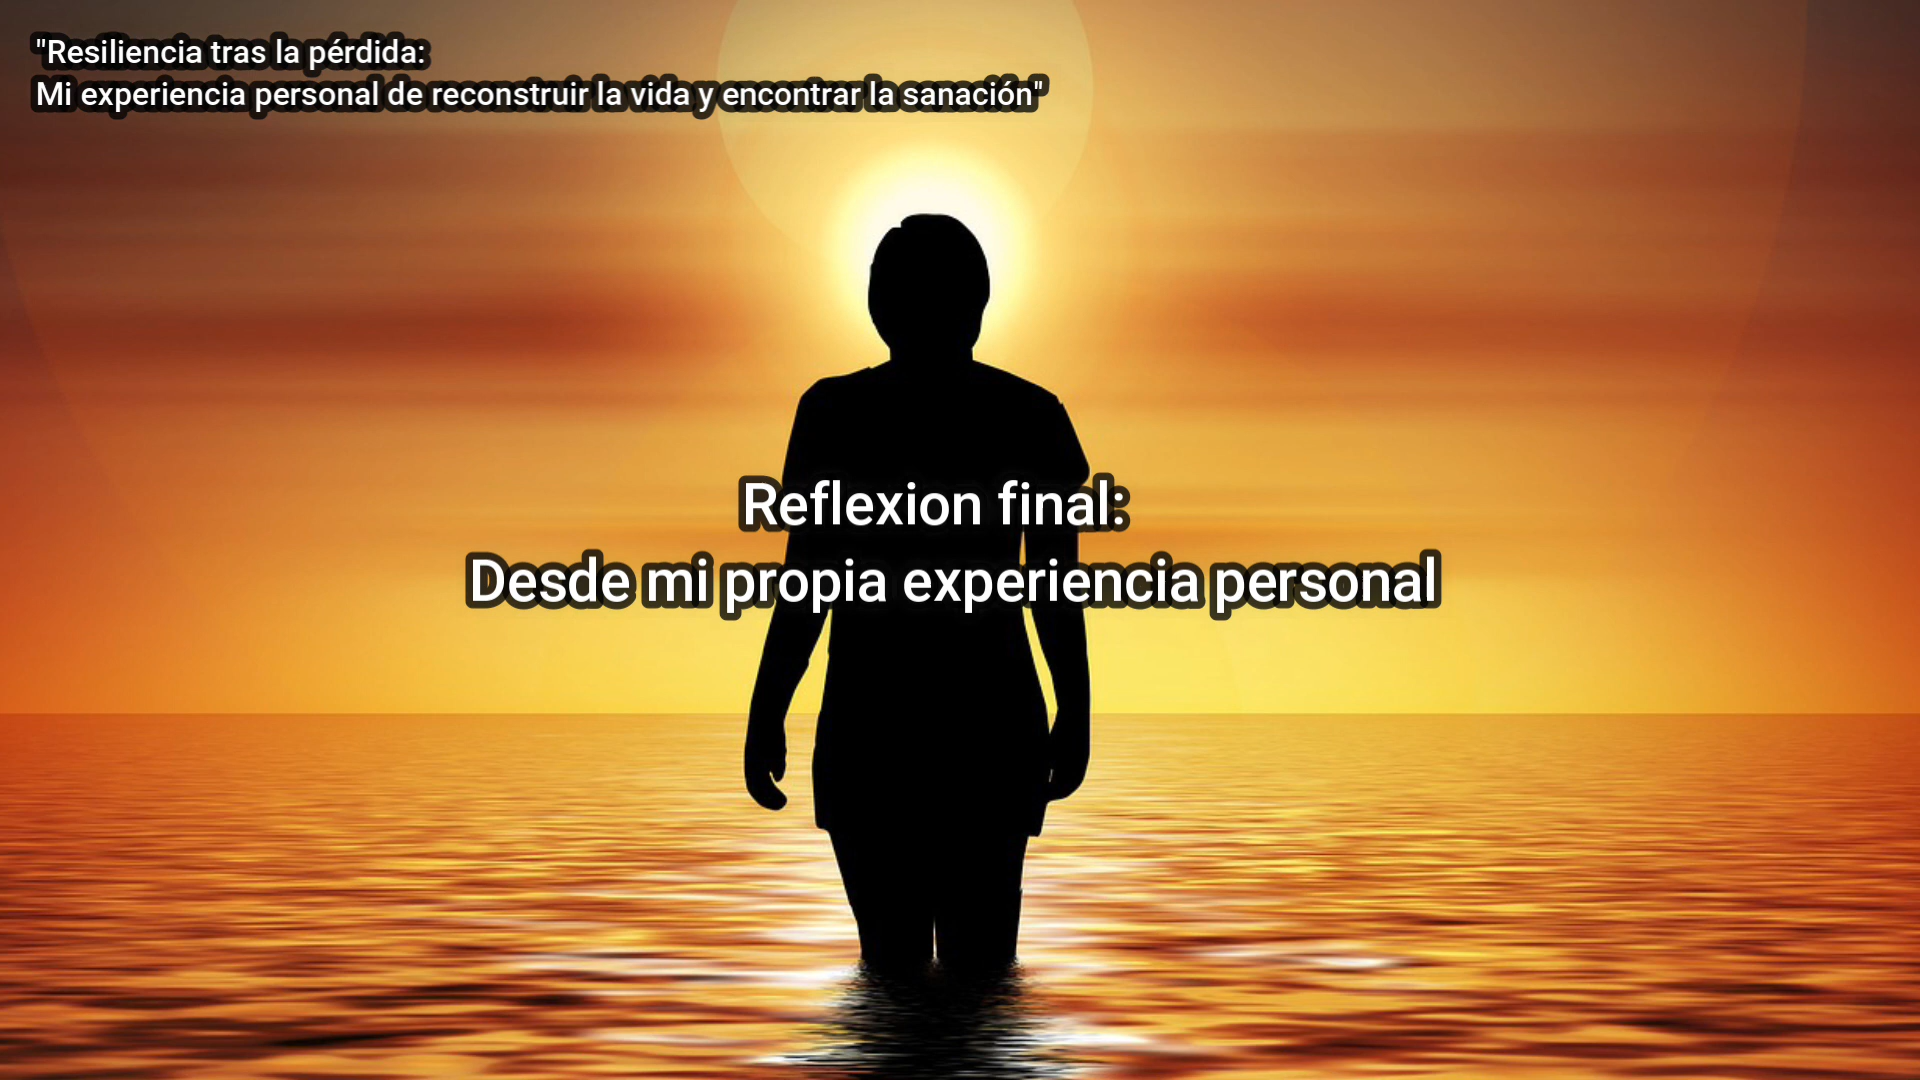 "Resiliencia tras la pérdida:
Mi experiencia personal de reconstruir la vida y encontrar la sanación"
Reflexion final:
Desde mi propia experiencia personal